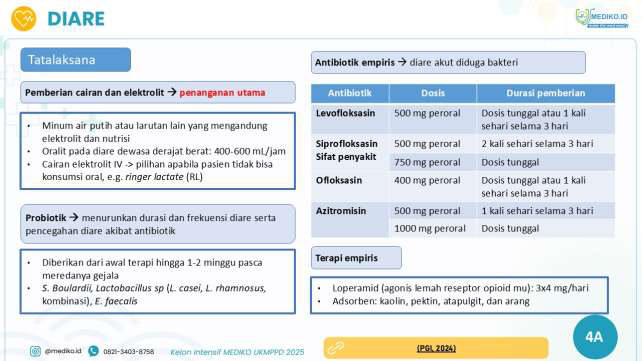 DIARE
MEDIKO.ID
Tatalaksana
Pemberian cairan dan elektrolit → penanganan utama
• Minum air putih atau larutan lain yang mengandung
elektrolit dan nutrisi
• Oralit pada diare dewasa derajat berat: 400-600 mL/jam
• Cairan elektrolit IV -> pilihan apabila pasien tidak bisa
konsumsi oral, e.g. ringer lactate (RL)
Probiotik → menurunkan durasi dan frekuensi diare serta
pencegahan diare akibat antibiotik
• Diberikan dari awal terapi hingga 1-2 minggu pasca
meredanya gejala
• S. Boulardii, Lactobacillus sp (L. casei, L. rhamnosus,
kombinasi), E. faecalis
Antibiotik empiris → diare akut diduga bakteri
Antibiotik Dosis Durasi pemberian
Levofloksasin 500 mg peroral Dosis tunggal atau 1 kali
sehari selama 3 hari
Siprofloksasin 500 mg peroral 2 kali sehari selama 3 hari
Sifat penyakit 750 mg peroral Dosis tunggal
Ofloksasin 400 mg peroral Dosis tunggal atau 1 kali
sehari selama 3 hari
Azitromisin 500 mg peroral 1 kali sehari selama 3 hari
1000 mg peroral Dosis tunggal
Terapi empiris
• Loperamid (agonis lemah reseptor opioid mu): 3x4 mg/hari
• Adsorben: kaolin, pektin, atapulgit, dan arang
4A
@mediko.id 0821-3403-8758 Kelan Intensif MEDIKO UKMPPD 2025
(PGI, 2024)